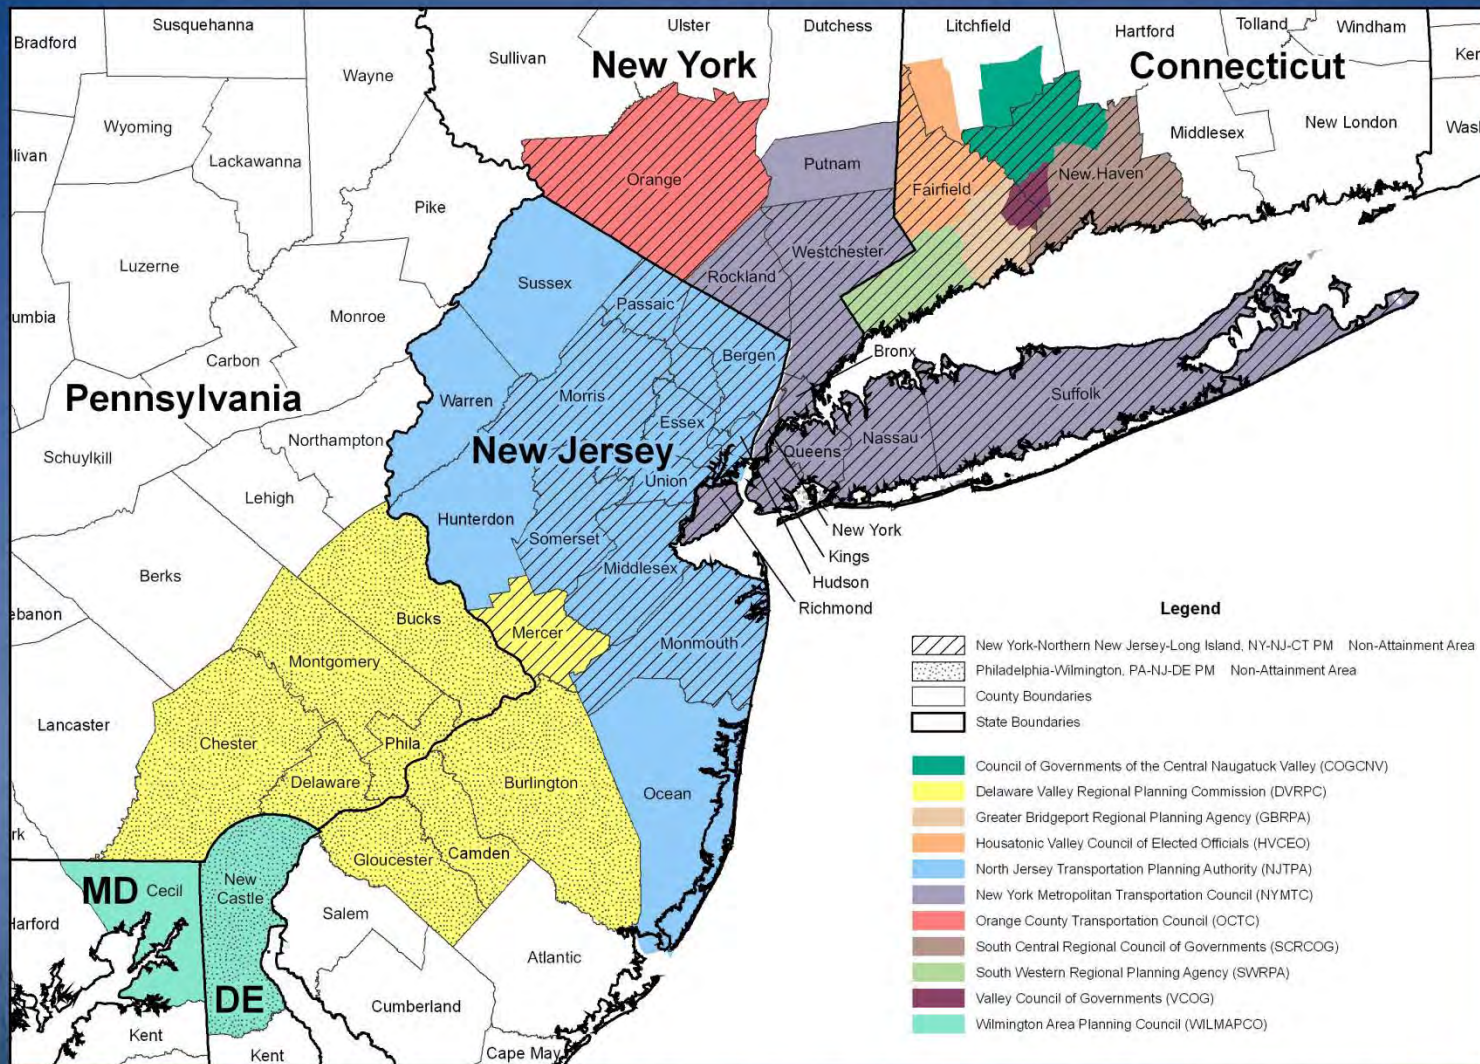 Susquehanna
Bradford
Wayne
Sullivan
Ulster
Dutchess
Litchfield
Hartford
Tolland
Windham
Ker
New York
Connecticut
Wyoming
Lackawanna
llivan
Pike
Orange
Putnam
Fairfield
New Haven
Middlesex
New London
Wasl
Luzerne
Westchester
Rockland
Sussex
Passaic
Monroe
umbia
Carbon
Bergen
Bronx
Pennsylvania
Warren
Morris
Essex
Suffolk
Northampton
New Jersey
Queens
Nassau
Schuylkill
Lehigh
Union
Hunterdon
Somerset
Middlesex
New York
Kings
Hudson
Richmond
Berks
ebanon
Bucks
Mercer
Monmouth
Montgomery
Lancaster
Chester
Phila.
Delaware
Burlington
Ocean
rk
Gloucester
Camden
MD
Cecil
New
Castle
Harford
Salem
Atlantic
DE
Cumberland
Kent
Kent
Cape May
Legend
New York-Northern New Jersey-Long Island, NY-NJ-CT PM Non-Attainment Area
Philadelphia-Wilmington, PA-NJ-DE PM Non-Attainment Area
County Boundaries
State Boundaries
Council of Governments of the Central Naugatuck Valley (COGCNV)
Delaware Valley Regional Planning Commission (DVRPC)
Greater Bridgeport Regional Planning Agency (GBRPA)
Housatonic Valley Council of Elected Officials (HVCEO)
North Jersey Transportation Planning Authority (NJTPA)
New York Metropolitan Transportation Council (NYMTC)
Orange County Transportation Council (OCTC)
South Central Regional Council of Governments (SCRCOG)
South Western Regional Planning Agency (SWRPA)
Valley Council of Governments (VCOG)
Wilmington Area Planning Council (WILMAPCO)